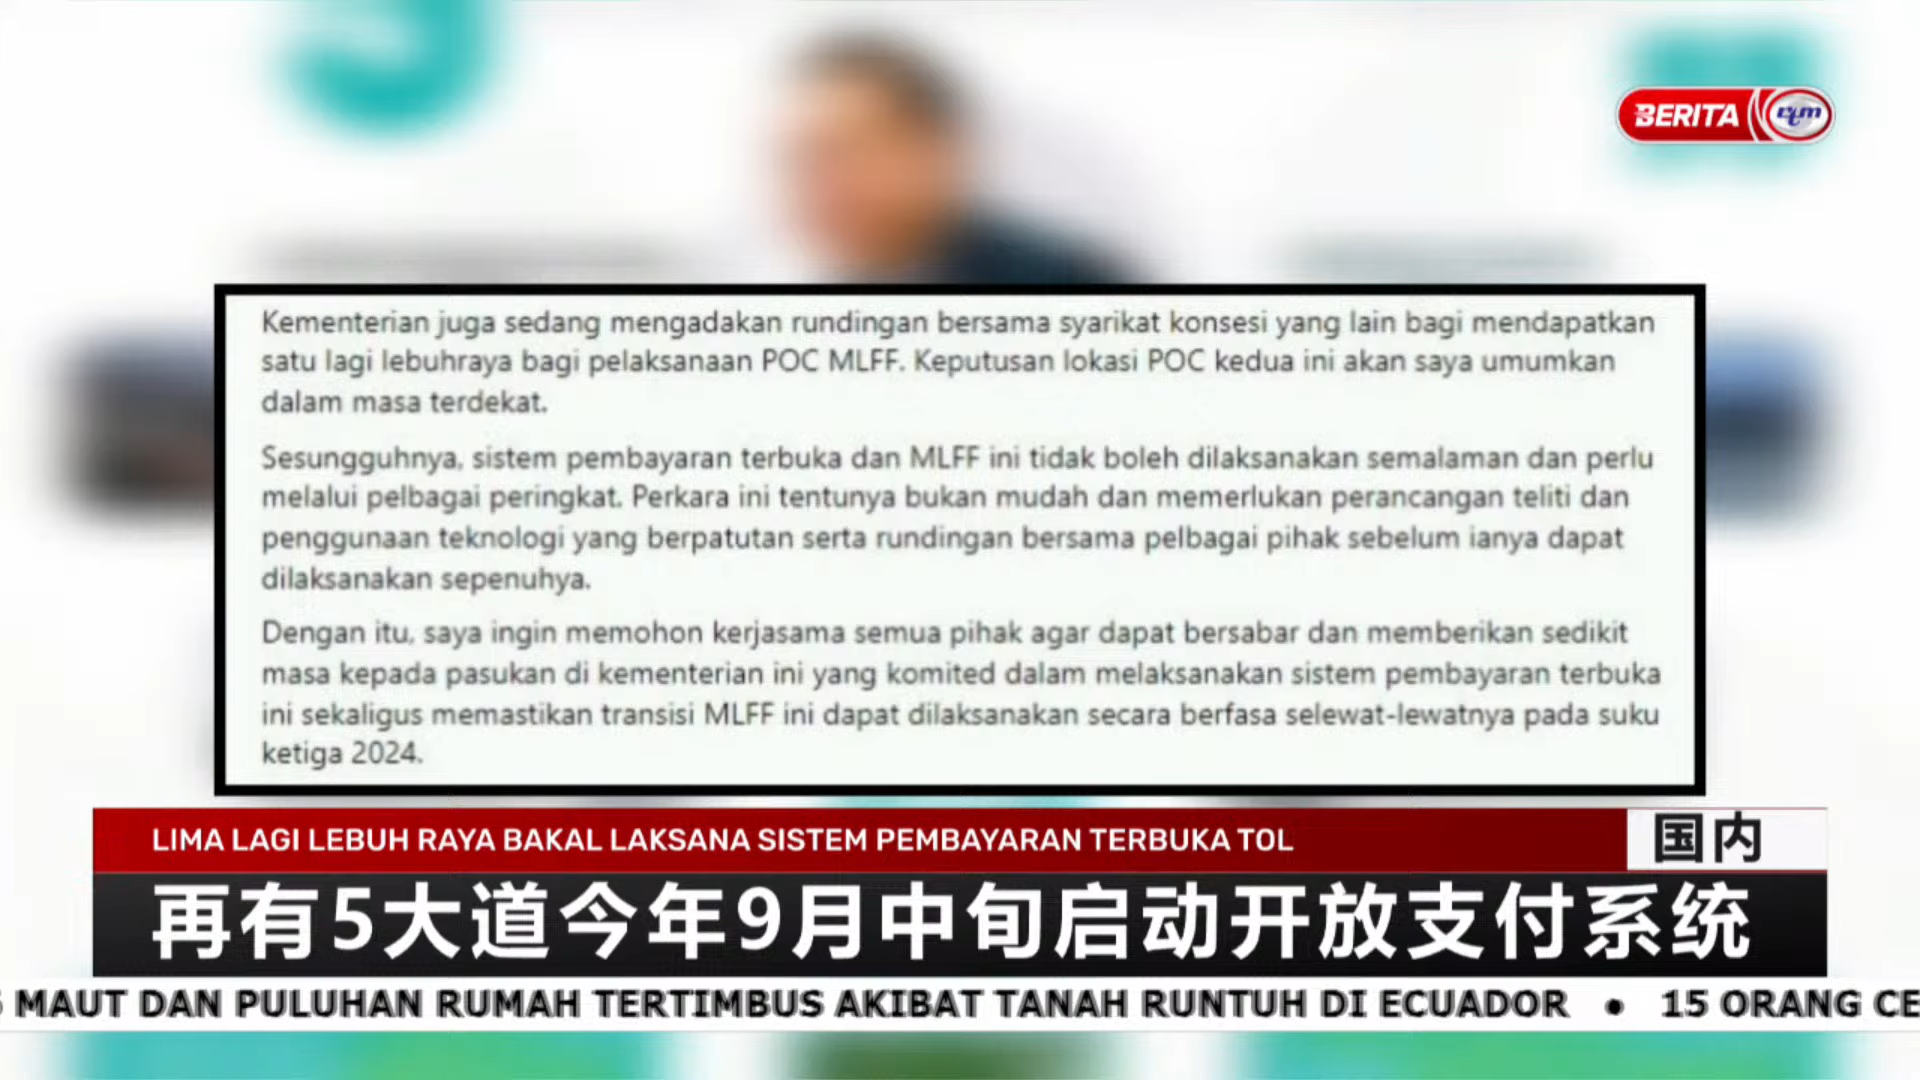 BERITA rtm
Kementerian juga sedang mengadakan rundingan bersama syarikat konsesi yang lain bagi mendapatkan
satu lagi lebuhraya bagi pelaksanaan POC MLFF. Keputusan lokasi POC kedua ini akan saya umumkan
dalam masa terdekat.
Sesungguhnya, sistem pembayaran terbuka dan MLFF ini tidak boleh dilaksanakan semalaman dan perlu
melalui pelbagai peringkat. Perkara ini tentunya bukan mudah dan memerlukan perancangan teliti dan
penggunaan teknologi yang berpatutan serta rundingan bersama pelbagai pihak sebelum ianya dapat
dilaksanakan sepenuhya.
Dengan itu, saya ingin memohon kerjasama semua pihak agar dapat bersabar dan memberikan sedikit
masa kepada pasukan di kementerian ini yang komited dalam melaksanakan sistem pembayaran terbuka
ini sekaligus memastikan transisi MLFF ini dapat dilaksanakan secara berfasa selewat-lewatnya pada suku
ketiga 2024.
LIMA LAGI LEBUH RAYA BAKAL LAKSANA SISTEM PEMBAYARAN TERBUKA TOL
国内
再有5大道今年9月中旬启动开放支付系统
MAUT DAN PULUHAN RUMAH TERTIMBUS AKIBAT TANAH RUNTUH DI ECUADOR • 15 ORANG CE